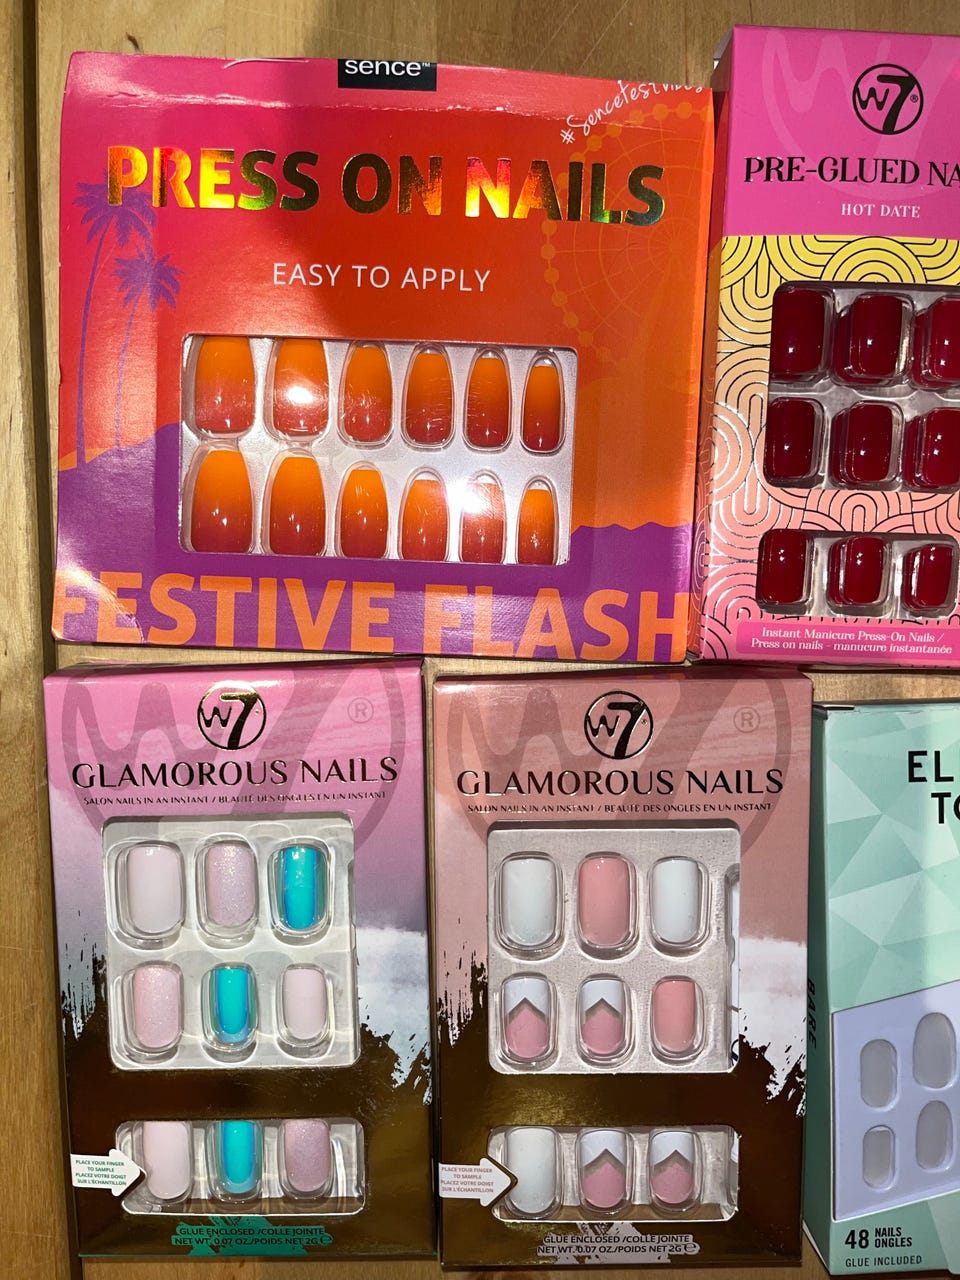 sence™
#Sencefestvibes
PRESS ON NAILS
EASY TO APPLY
FESTIVE FLASH
W7®
PRE-GLUED NA
HOT DATE
Instant Manicure Press-On Nails /
Press on nails - manucure instantanée
W7
®
GLAMOROUS NAILS
SALON NAILS IN AN INSTANT / BEAUTÉ DES ONGLES EN UN INSTANT
PLACE YOUR FINGER
TO SAMPLE
PLACEZ VOTRE DOIGT
SUR L'ÉCHANTILLON
GLUE ENCLOSED /COLLE JOINTE
NET WT. 0.07 OZ./POIDS NET 2G e
W7
®
GLAMOROUS NAILS
SALON NAILS IN AN INSTANT / BEAUTÉ DES ONGLES EN UN INSTANT
PLACE YOUR FINGER
TO SAMPLE
PLACEZ VOTRE DOIGT
SUR L'ÉCHANTILLON
GLUE ENCLOSED /COLLE JOINTE
NET WT. 0.07 OZ./POIDS NET 2G e
EL
TO
BARE
48 NAILS
ONGLES
GLUE INCLUDED